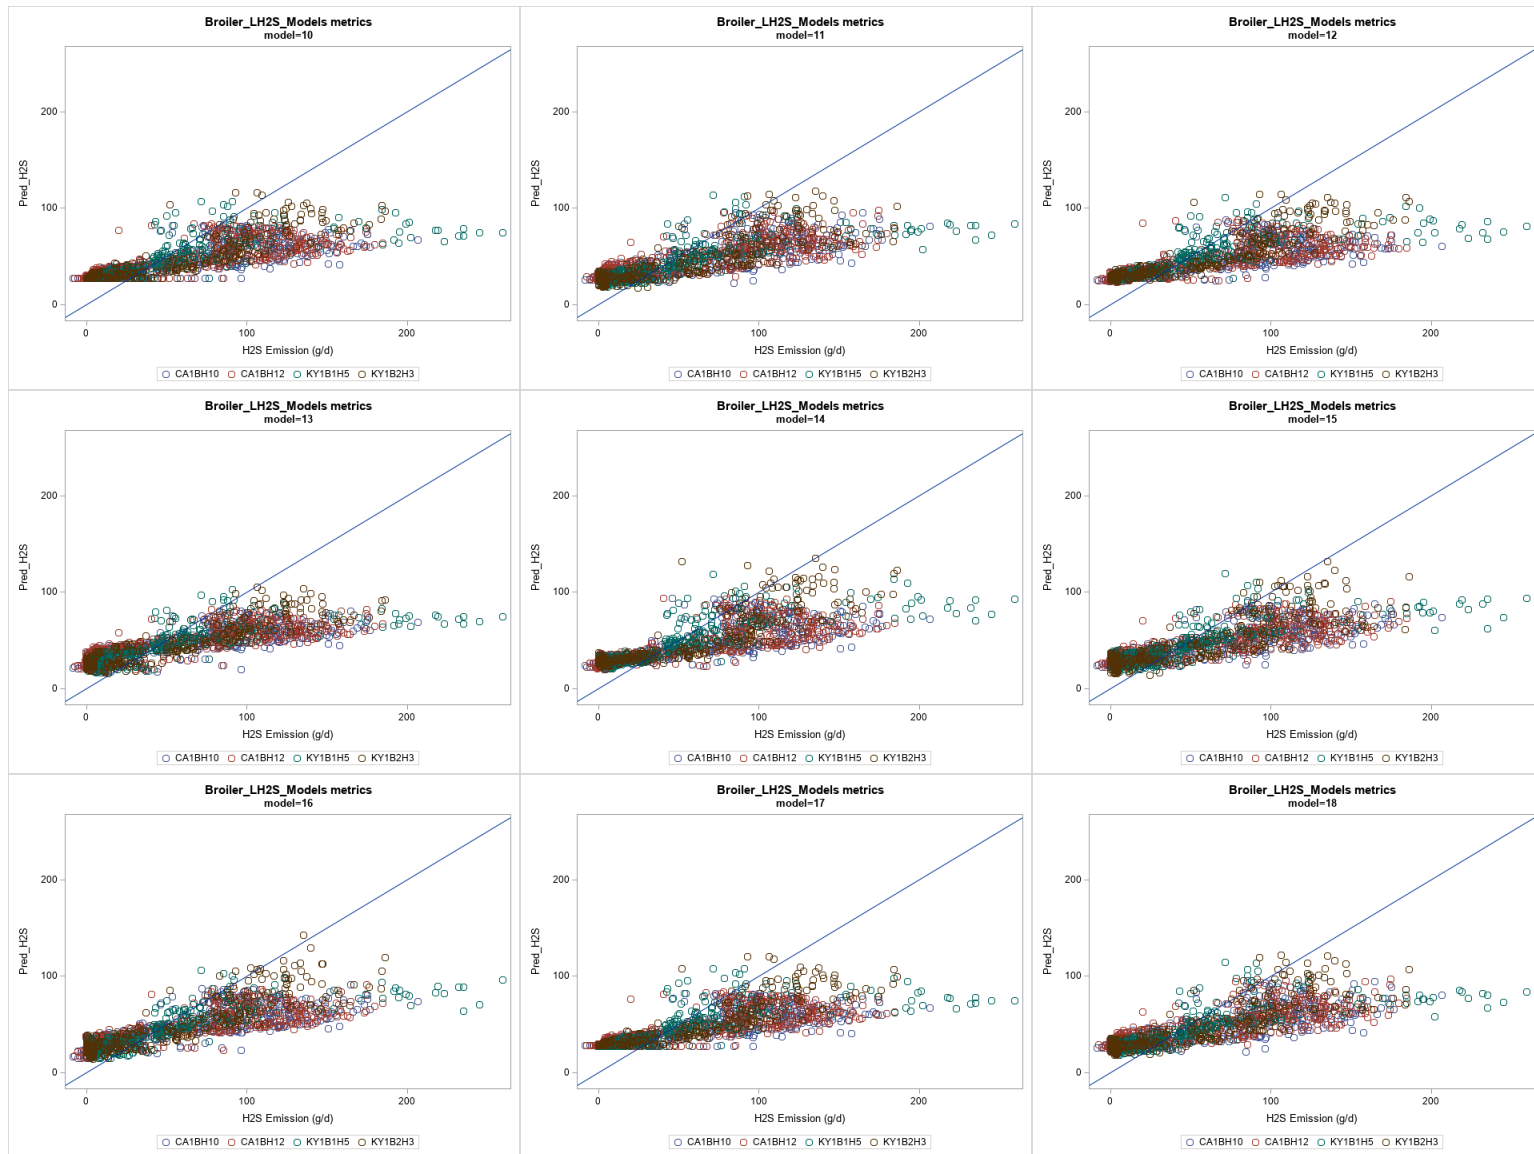 Broiler_LH2S_Models metrics
model=10
Pred_H2S
200
100
0
0 100 200
H2S Emission (g/d)
CA1BH10 CA1BH12 KY1B1H5 KY1B2H3
Broiler_LH2S_Models metrics
model=11
Pred_H2S
200
100
0
0 100 200
H2S Emission (g/d)
CA1BH10 CA1BH12 KY1B1H5 KY1B2H3
Broiler_LH2S_Models metrics
model=12
Pred_H2S
200
100
0
0 100 200
H2S Emission (g/d)
CA1BH10 CA1BH12 KY1B1H5 KY1B2H3
Broiler_LH2S_Models metrics
model=13
Pred_H2S
200
100
0
0 100 200
H2S Emission (g/d)
CA1BH10 CA1BH12 KY1B1H5 KY1B2H3
Broiler_LH2S_Models metrics
model=14
Pred_H2S
200
100
0
0 100 200
H2S Emission (g/d)
CA1BH10 CA1BH12 KY1B1H5 KY1B2H3
Broiler_LH2S_Models metrics
model=15
Pred_H2S
200
100
0
0 100 200
H2S Emission (g/d)
CA1BH10 CA1BH12 KY1B1H5 KY1B2H3
Broiler_LH2S_Models metrics
model=16
Pred_H2S
200
100
0
0 100 200
H2S Emission (g/d)
CA1BH10 CA1BH12 KY1B1H5 KY1B2H3
Broiler_LH2S_Models metrics
model=17
Pred_H2S
200
100
0
0 100 200
H2S Emission (g/d)
CA1BH10 CA1BH12 KY1B1H5 KY1B2H3
Broiler_LH2S_Models metrics
model=18
Pred_H2S
200
100
0
0 100 200
H2S Emission (g/d)
CA1BH10 CA1BH12 KY1B1H5 KY1B2H3